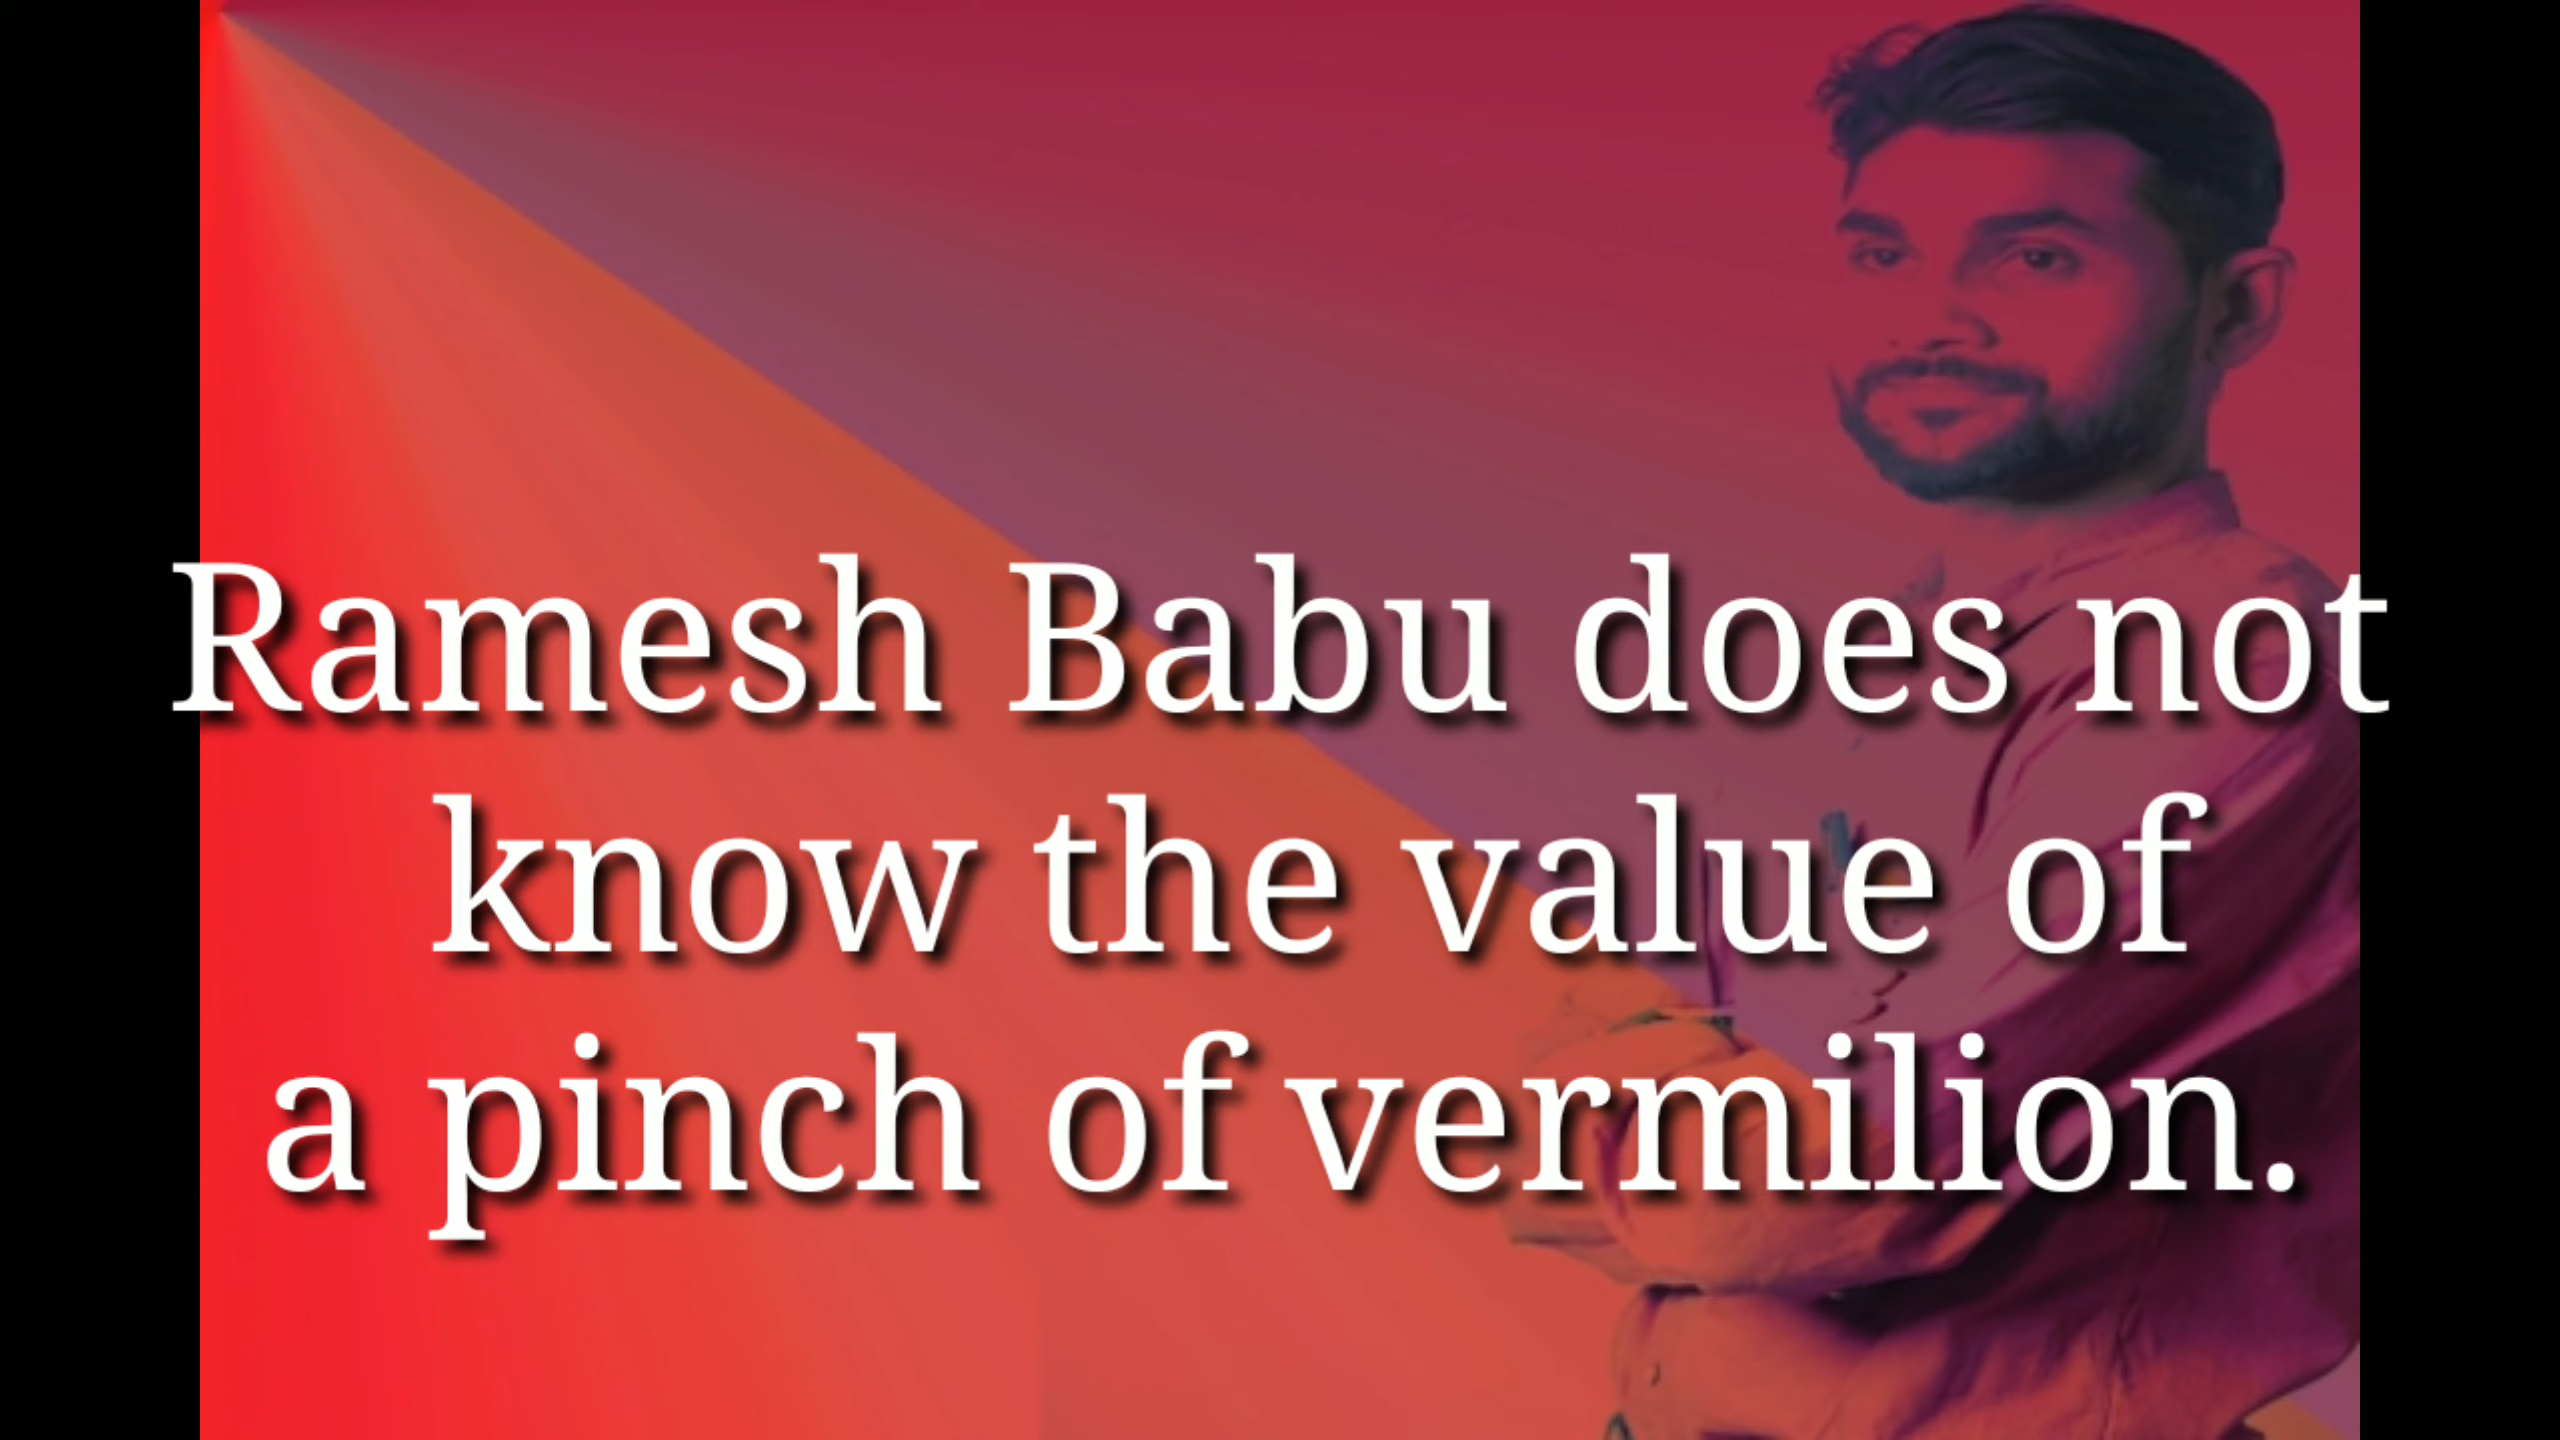 Ramesh Babu does not
know the value of
a pinch of vermilion.